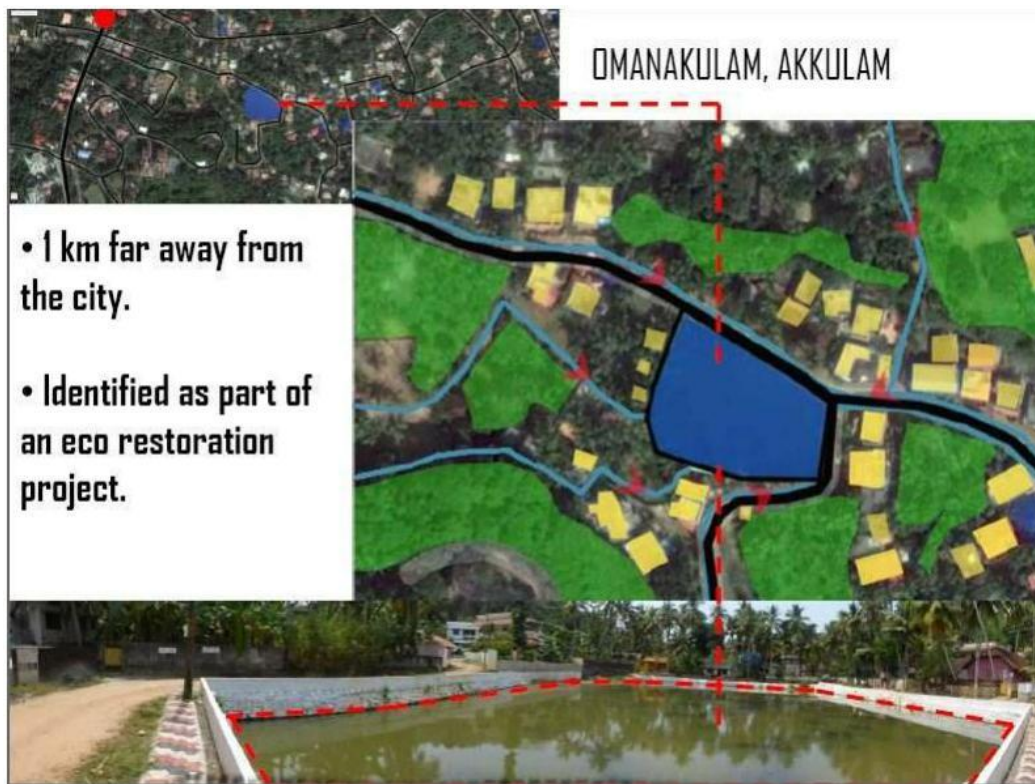 OMANAKULAM, AKKULAM
• 1 km far away from
the city.
• Identified as part of
an eco restoration
project.